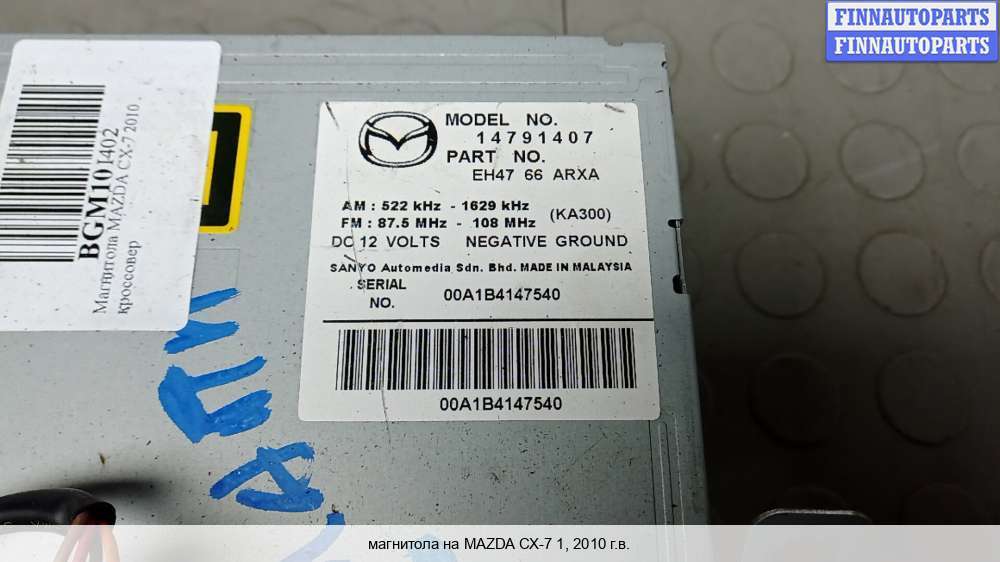 FINNAUTOPARTS
FINNAUTOPARTS
BGM101402
Магнитола MAZDA CX-7 2010
кроссовер
MODEL NO.
14791407
PART NO.
EH47 66 ARXA
AM : 522 kHz - 1629 kHz
FM : 87.5 MHz - 108 MHz (KA300)
DC 12 VOLTS NEGATIVE GROUND
SANYO Automedia Sdn. Bhd. MADE IN MALAYSIA
SERIAL
NO. 00A1B4147540
00A1B4147540
магнитола на MAZDA CX-7 1, 2010 г.в.